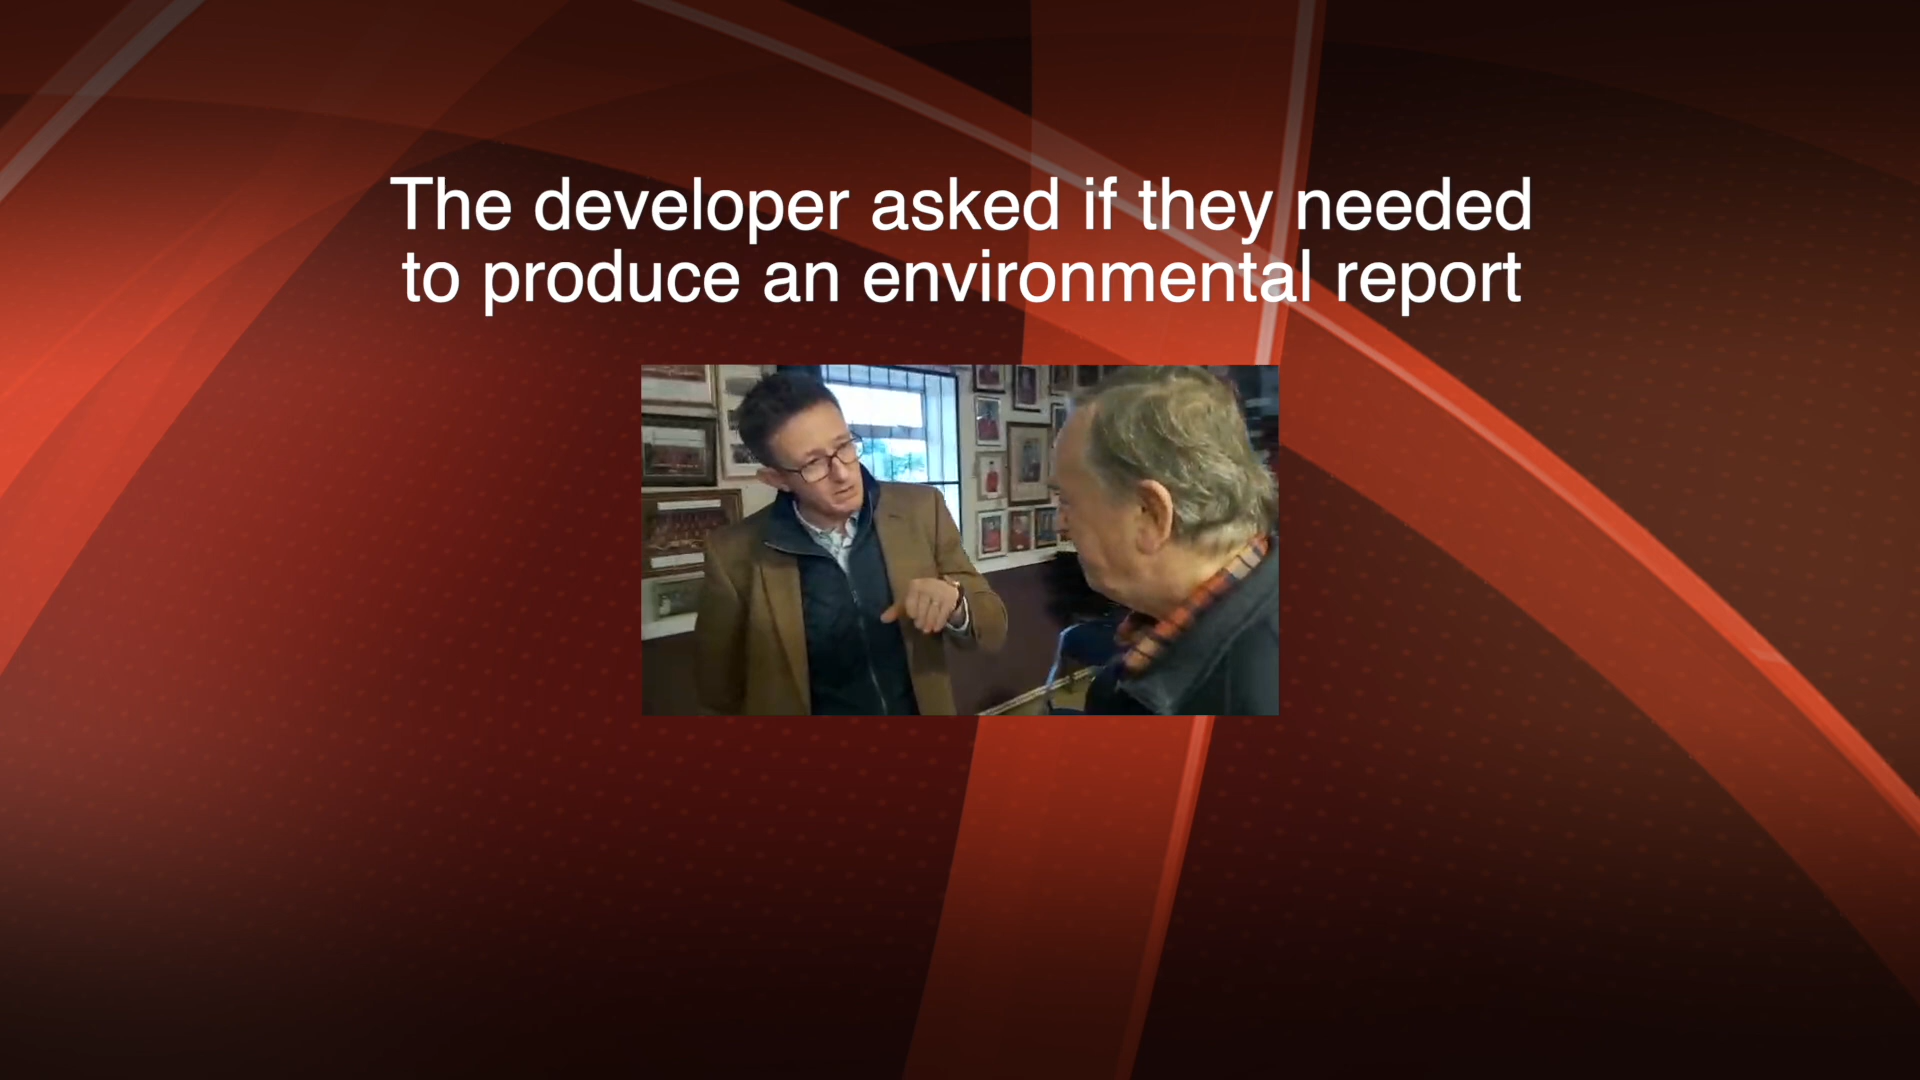 The developer asked if they needed
to produce an environmental report